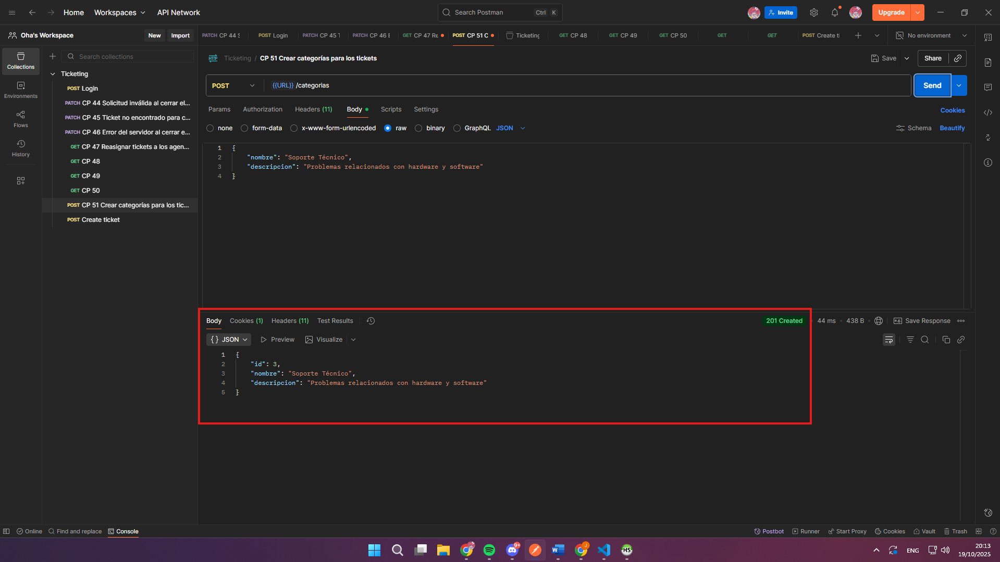 Home
Workspaces
API Network
Search Postman
Ctrl K
Invite
Upgrade
Oha's Workspace
New
Import
PATCH CP 44 S
POST Login
PATCH CP 45 T
PATCH CP 46 E
GET CP 47 Re
POST CP 51 C
Ticketing
GET CP 48
GET CP 49
GET CP 50
GET
GET
POST Create ti
No environment
Collections
Environments
Flows
History
Search collections
Ticketing
POST Login
PATCH CP 44 Solicitud inválida al cerrar el...
PATCH CP 45 Ticket no encontrado para c...
PATCH CP 46 Error del servidor al cerrar e...
GET CP 47 Reasignar tickets a los agen...
GET CP 48
GET CP 49
GET CP 50
POST CP 51 Crear categorías para los tic...
POST Create ticket
HTTP Ticketing / CP 51 Crear categorías para los tickets
Save
Share
POST
{{URL}} /categorias
Send
Params
Authorization
Headers (11)
Body
Scripts
Settings
Cookies
none
form-data
x-www-form-urlencoded
raw
binary
GraphQL
JSON
Schema
Beautify
1 {
2 "nombre": "Soporte Técnico",
3 "descripcion": "Problemas relacionados con hardware y software"
4 }
Body
Cookies (1)
Headers (11)
Test Results
201 Created
44 ms
438 B
e.g. Save Response
{} JSON
Preview
Visualize
1 {
2 "id": 3,
3 "nombre": "Soporte Técnico",
4 "descripcion": "Problemas relacionados con hardware y software"
5 }
Online
Find and replace
Console
Postbot
Runner
Start Proxy
Cookies
Vault
Trash
9+
W
J
HS
ENG
20:13
19/10/2025